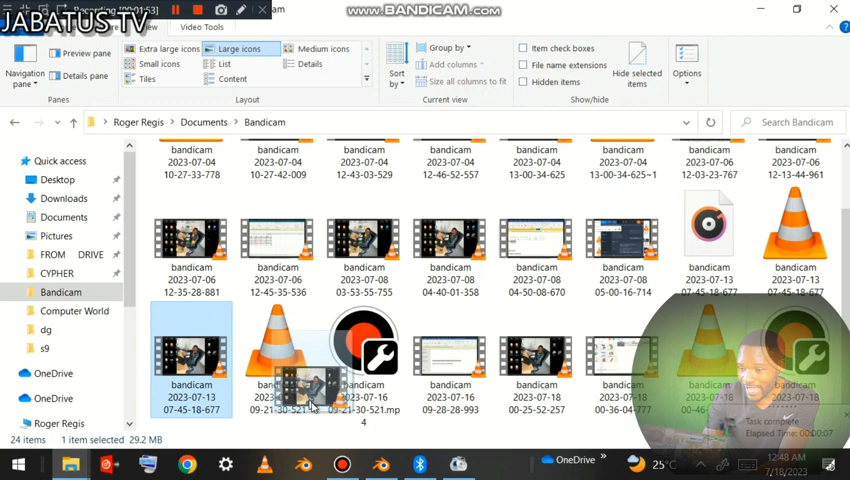 Recording [00:01:53]
www.BANDICAM.com
JABATUS TV
Video Tools
Navigation pane
Preview pane
Details pane
Panes
Extra large icons
Large icons
Medium icons
Small icons
List
Details
Tiles
Content
Layout
Sort by
Group by
Add columns
Size all columns to fit
Current view
Item check boxes
File name extensions
Hidden items
Hide selected items
Show/hide
Options
Roger Regis > Documents > Bandicam
Search Bandicam
Quick access
Desktop
Downloads
Documents
Pictures
FROM DRIVE
CYPHER
Bandicam
Computer World
dg
s9
OneDrive
OneDrive
Roger Regis
bandicam 2023-07-04 10-27-33-778
bandicam 2023-07-04 10-27-42-009
bandicam 2023-07-04 12-43-03-529
bandicam 2023-07-04 12-46-52-557
bandicam 2023-07-04 13-00-34-625
bandicam 2023-07-04 13-00-34-625~1
bandicam 2023-07-06 12-03-23-767
bandicam 2023-07-06 12-13-44-961
bandicam 2023-07-06 12-35-28-881
bandicam 2023-07-06 12-45-35-536
bandicam 2023-07-08 03-53-55-755
bandicam 2023-07-08 04-40-01-358
bandicam 2023-07-08 04-50-08-670
bandicam 2023-07-08 05-00-16-714
bandicam 2023-07-13 07-45-18-677
bandicam 2023-07-13 07-45-18-677
bandicam 2023-07-13 07-45-18-677
09-21-30-521
bandicam 2023-07-16 09-21-30-521.mp4
bandicam 2023-07-16 09-28-28-993
bandicam 2023-07-18 00-25-52-257
bandicam 2023-07-18 00-36-04-777
Task complete
Elapsed Time: 00:00:07
24 items
1 item selected 29.2 MB
OneDrive
25°C
12:48 AM
7/18/2023